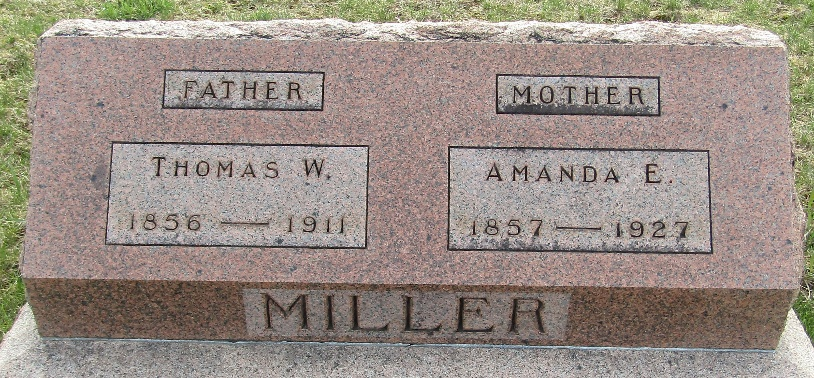 FATHER
THOMAS W.
1856 — 1911
MOTHER
AMANDA E.
1857 — 1927
MILLER